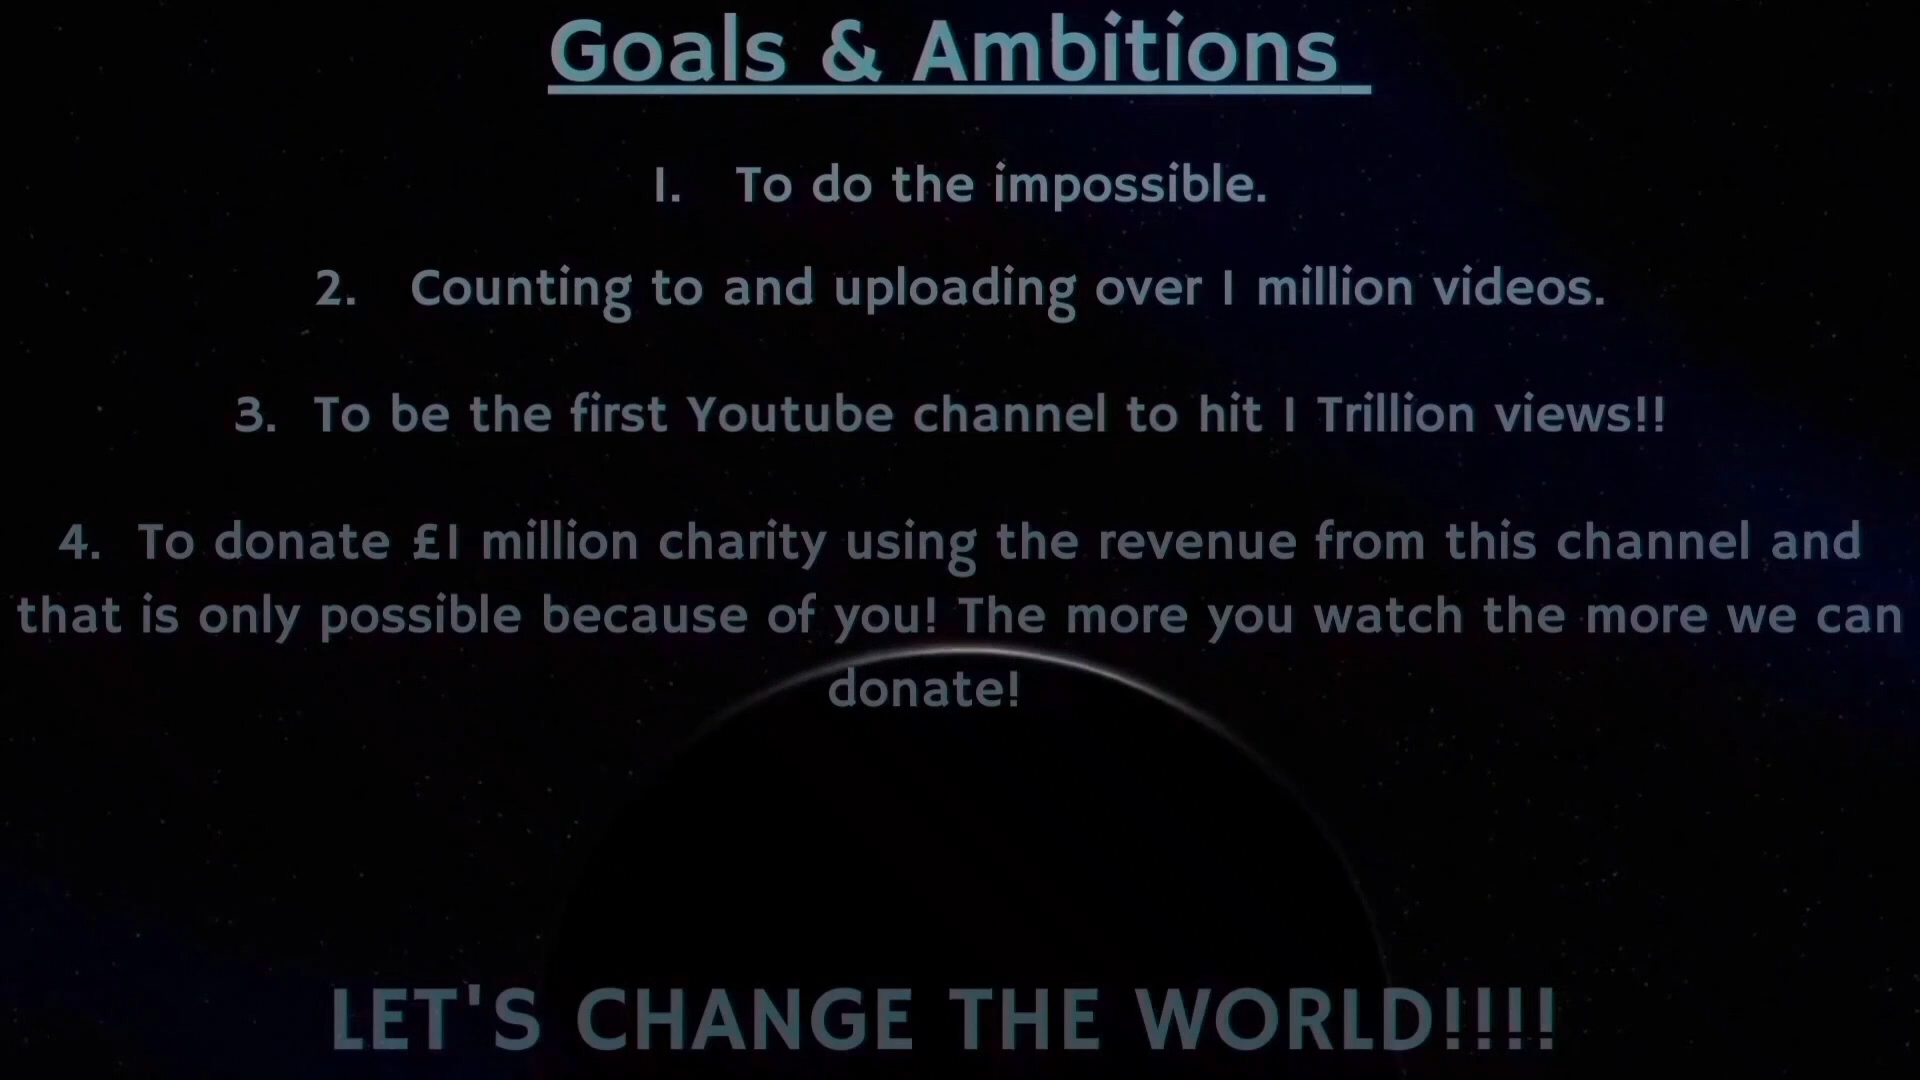 Goals & Ambitions
1. To do the impossible.
2. Counting to and uploading over 1 million videos.
3. To be the first Youtube channel to hit 1 Trillion views!!
4. To donate £1 million charity using the revenue from this channel and
that is only possible because of you! The more you watch the more we can
donate!
LET'S CHANGE THE WORLD!!!!